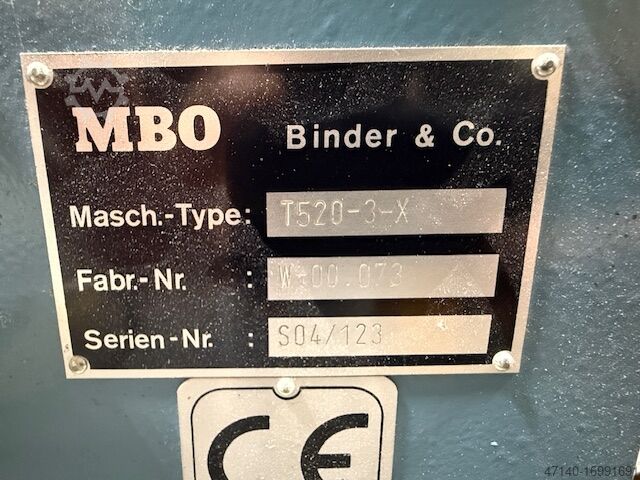 MBO Binder & Co.
Masch.-Type: T520-3-X
Fabr.-Nr. : W-00.073
Serien-Nr. : S04/123
CE
47140-1599169